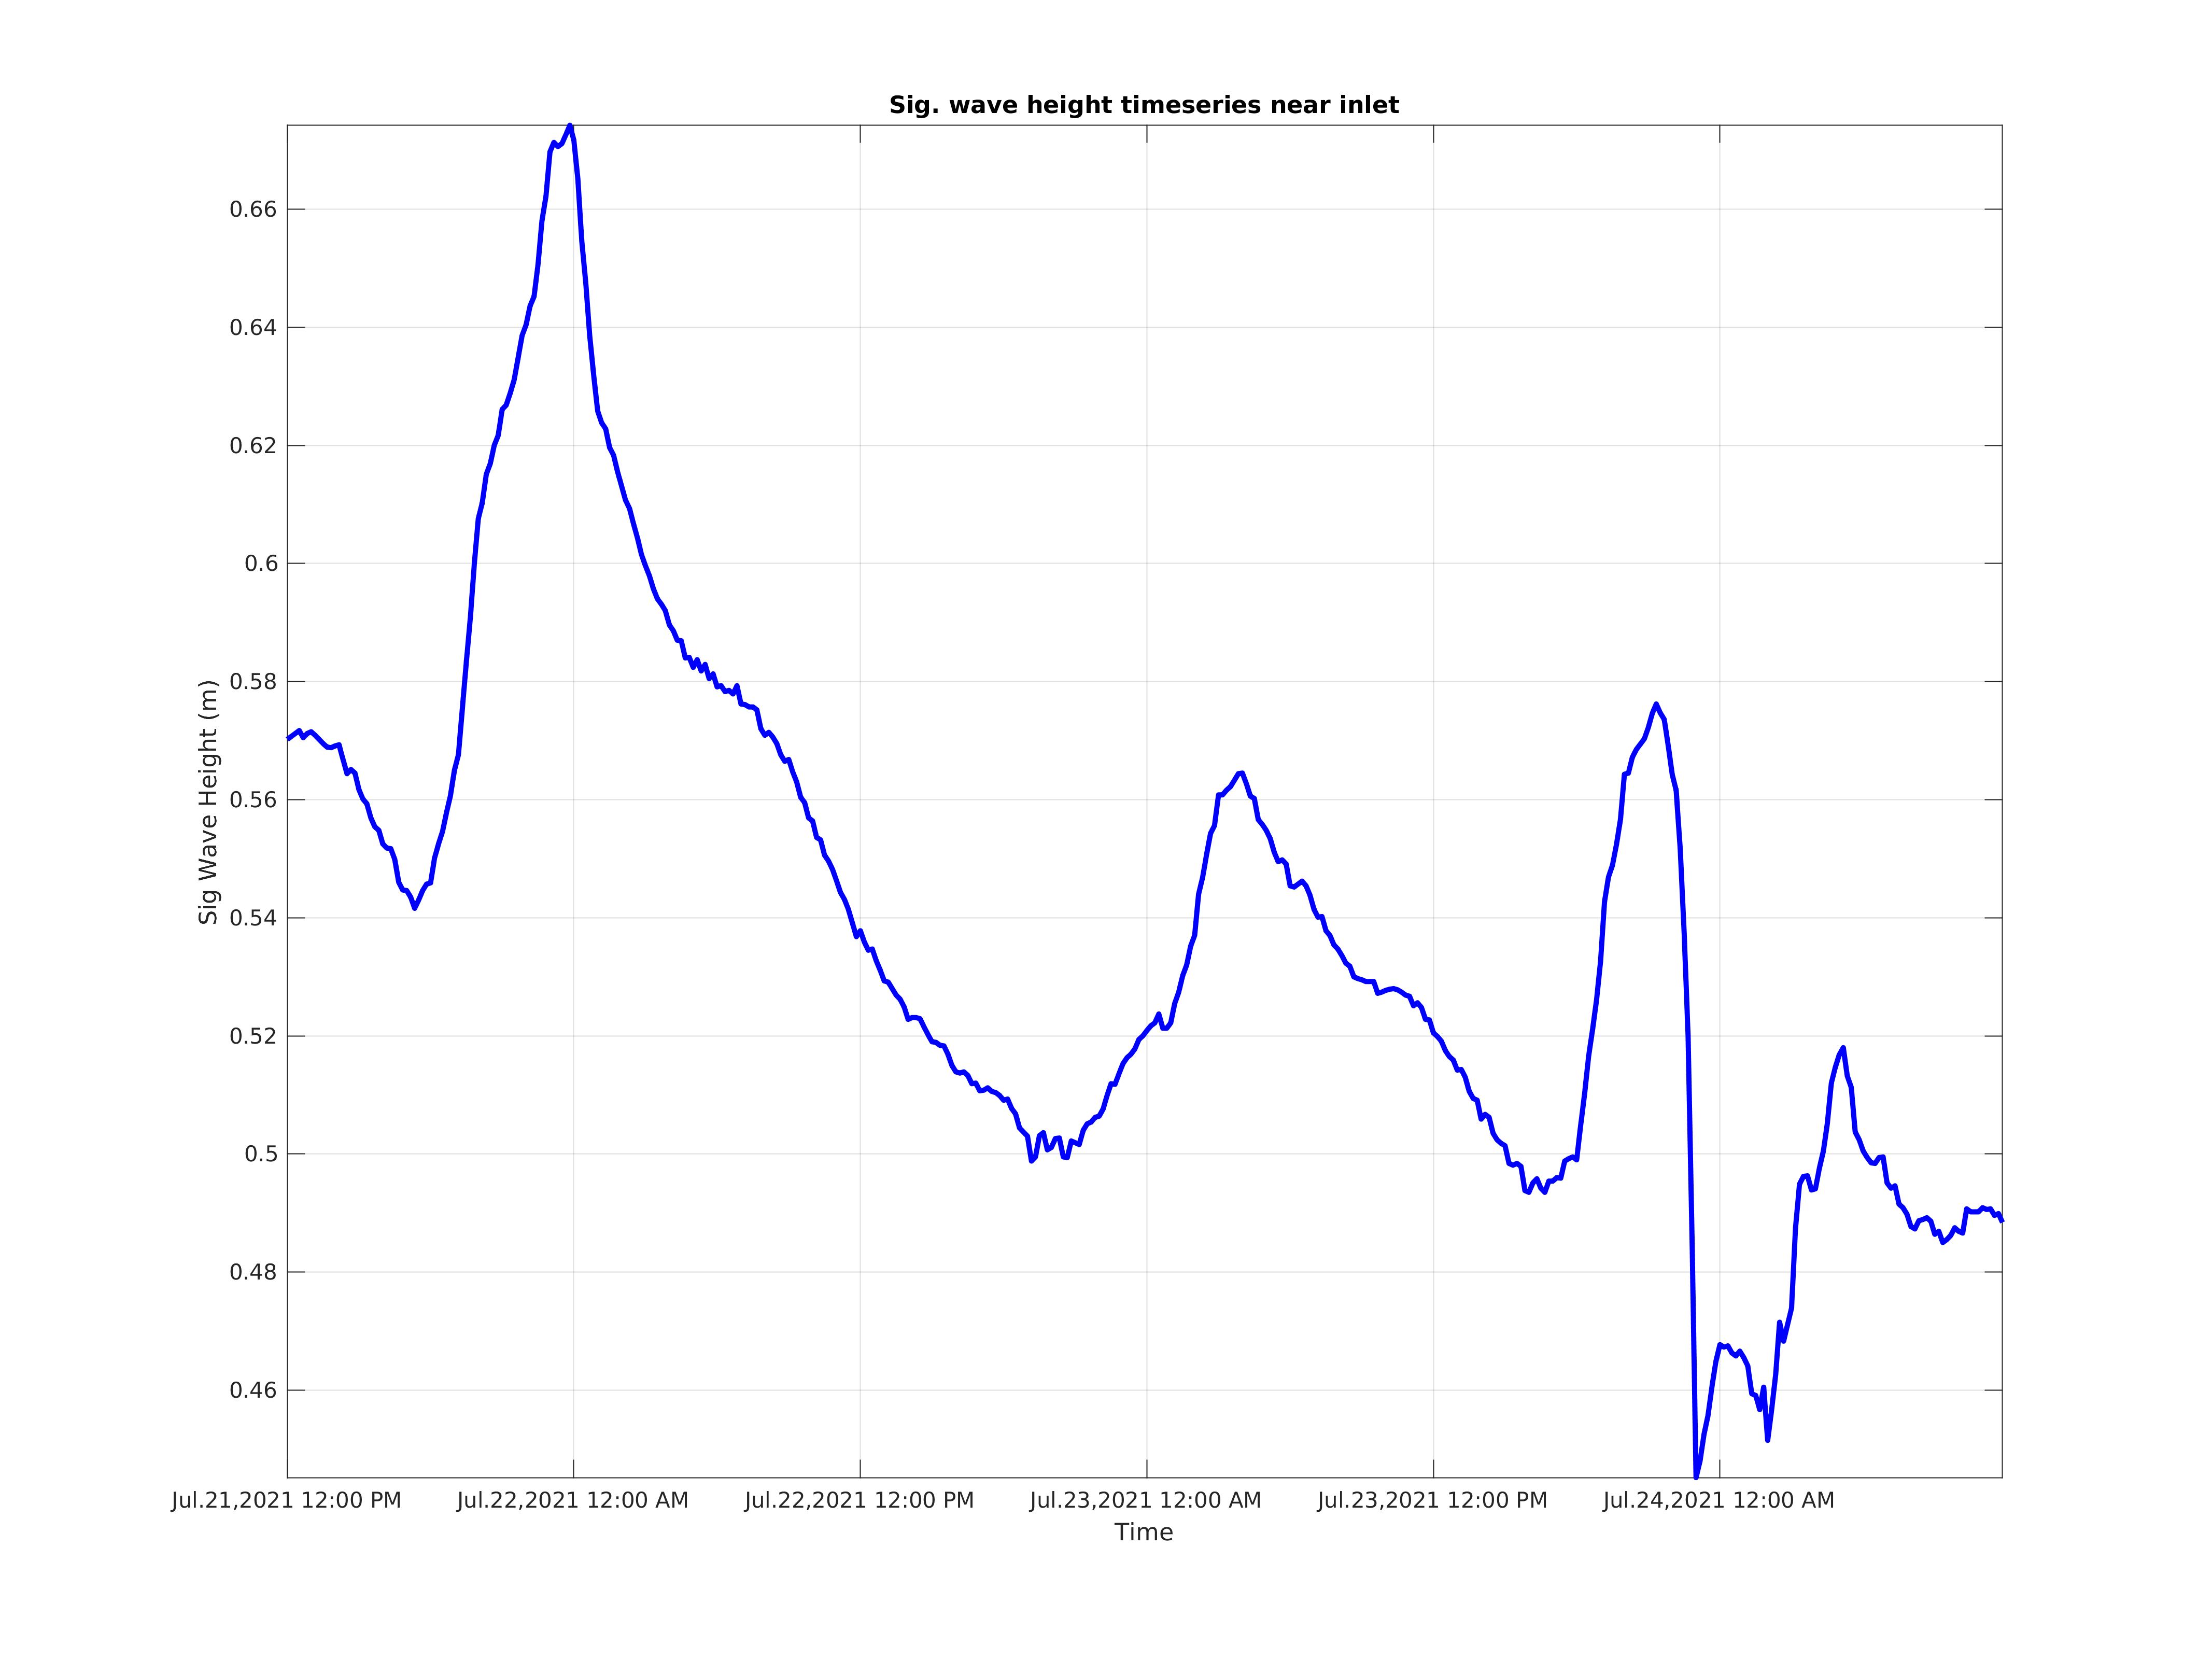 Sig. wave height timeseries near inlet
0.66
0.64
0.62
0.6
0.58
0.56
0.54
0.52
0.5
0.48
0.46
Sig Wave Height (m)
Jul.21,2021 12:00 PM Jul.22,2021 12:00 AM Jul.22,2021 12:00 PM Jul.23,2021 12:00 AM Jul.23,2021 12:00 PM Jul.24,2021 12:00 AM
Time